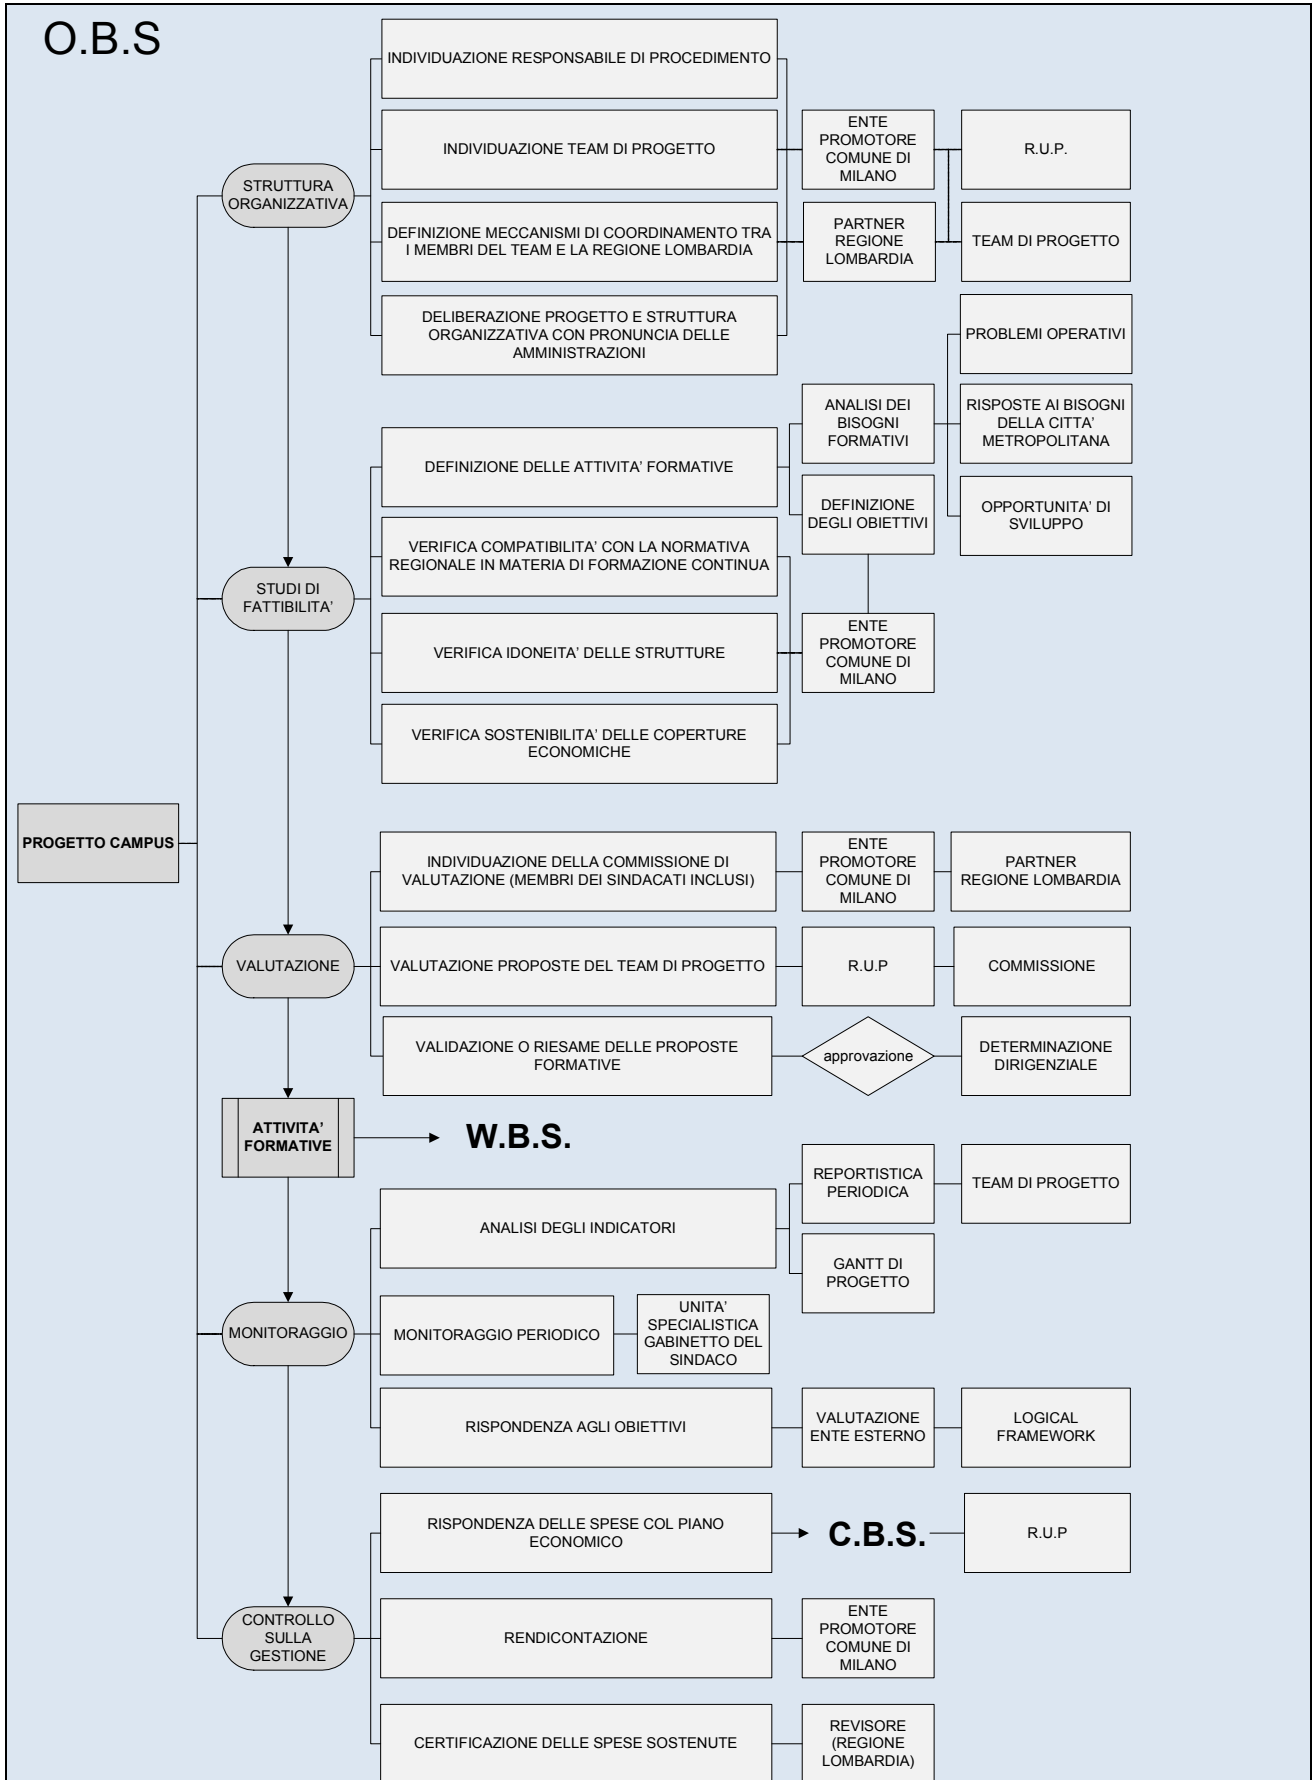 O.B.S
INDIVIDUAZIONE RESPONSABILE DI PROCEDIMENTO
INDIVIDUAZIONE TEAM DI PROGETTO
ENTE
PROMOTORE
COMUNE DI
MILANO
R.U.P.
STRUTTURA
ORGANIZZATIVA
DEFINIZIONE MECCANISMI DI COORDINAMENTO TRA
I MEMBRI DEL TEAM E LA REGIONE LOMBARDIA
PARTNER
REGIONE
LOMBARDIA
TEAM DI PROGETTO
DELIBERAZIONE PROGETTO E STRUTTURA
ORGANIZZATIVA CON PRONUNCIA DELLE
AMMINISTRAZIONI
PROBLEMI OPERATIVI
ANALISI DEI
BISOGNI
FORMATIVI
RISPOSTE AI BISOGNI
DELLA CITTA'
METROPOLITANA
DEFINIZIONE DELLE ATTIVITA' FORMATIVE
DEFINIZIONE
DEGLI OBIETTIVI
OPPORTUNITA' DI
SVILUPPO
VERIFICA COMPATIBILITA' CON LA NORMATIVA
REGIONALE IN MATERIA DI FORMAZIONE CONTINUA
STUDI DI
FATTIBILITA'
VERIFICA IDONEITA' DELLE STRUTTURE
ENTE
PROMOTORE
COMUNE DI
MILANO
VERIFICA SOSTENIBILITA' DELLE COPERTURE
ECONOMICHE
PROGETTO CAMPUS
INDIVIDUAZIONE DELLA COMMISSIONE DI
VALUTAZIONE (MEMBRI DEI SINDACATI INCLUSI)
ENTE
PROMOTORE
COMUNE DI
MILANO
PARTNER
REGIONE LOMBARDIA
VALUTAZIONE
VALUTAZIONE PROPOSTE DEL TEAM DI PROGETTO
R.U.P
COMMISSIONE
VALIDAZIONE O RIESAME DELLE PROPOSTE
FORMATIVE
approvazione
DETERMINAZIONE
DIRIGENZIALE
ATTIVITA'
FORMATIVE
W.B.S.
REPORTISTICA
PERIODICA
TEAM DI PROGETTO
ANALISI DEGLI INDICATORI
GANTT DI
PROGETTO
MONITORAGGIO
MONITORAGGIO PERIODICO
UNITA'
SPECIALISTICA
GABINETTO DEL
SINDACO
RISPONDENZA AGLI OBIETTIVI
VALUTAZIONE
ENTE ESTERNO
LOGICAL
FRAMEWORK
RISPONDENZA DELLE SPESE COL PIANO
ECONOMICO
C.B.S.
R.U.P
CONTROLLO
SULLA
GESTIONE
RENDICONTAZIONE
ENTE
PROMOTORE
COMUNE DI
MILANO
CERTIFICAZIONE DELLE SPESE SOSTENUTE
REVISORE
(REGIONE
LOMBARDIA)